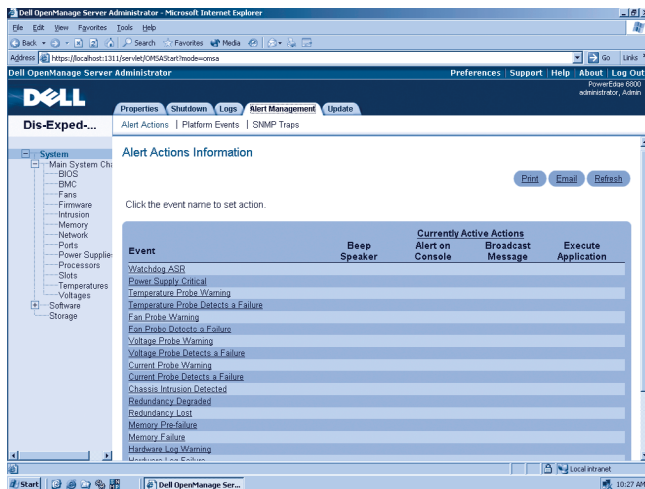 Dell OpenManage Server Administrator - Microsoft Internet Explorer
File Edit View Favorites Tools Help
Back Search Favorites Media
Address https://localhost:1311/servlet/OMSAStart?mode=omsa Go Links
Dell OpenManage Server Administrator Preferences | Support | Help | About | Log Out
DELL
PowerEdge 6800
administrator, Admin
Properties Shutdown Logs Alert Management Update
Dis-Exped-...
Alert Actions | Platform Events | SNMP Traps
System
Main System Cha
BIOS
BMC
Fans
Firmware
Intrusion
Memory
Network
Ports
Power Supplie
Processors
Slots
Temperatures
Voltages
Software
Storage
Alert Actions Information
Print Email Refresh
Click the event name to set action.
Currently Active Actions
Event Beep Speaker Alert on Console Broadcast Message Execute Application
Watchdog ASR
Power Supply Critical
Temperature Probe Warning
Temperature Probe Detects a Failure
Fan Probe Warning
Fan Probe Detects a Failure
Voltage Probe Warning
Voltage Probe Detects a Failure
Current Probe Warning
Current Probe Detects a Failure
Chassis Intrusion Detected
Redundancy Degraded
Redundancy Lost
Memory Pre-failure
Memory Failure
Hardware Log Warning
Hardware Log Failure
Local intranet
Start Dell OpenManage Ser... 10:27 AM